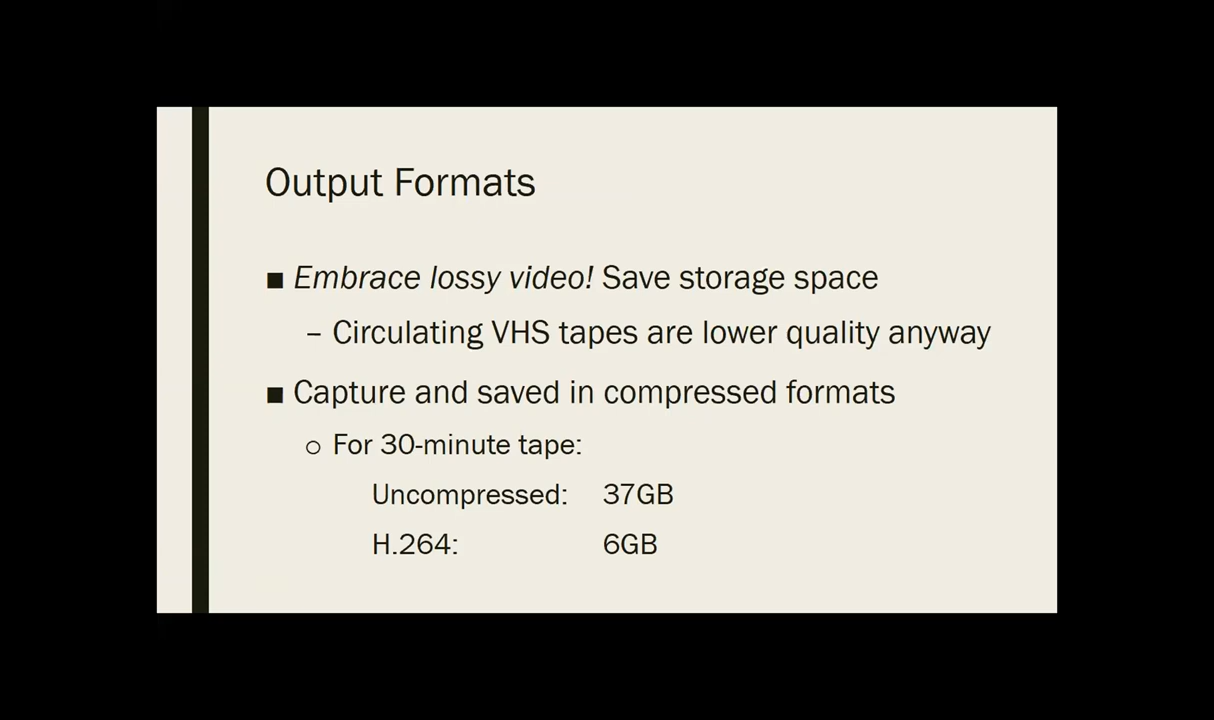 Output Formats
■ Embrace lossy video! Save storage space
– Circulating VHS tapes are lower quality anyway
■ Capture and saved in compressed formats
○ For 30-minute tape:
Uncompressed: 37GB
H.264: 6GB